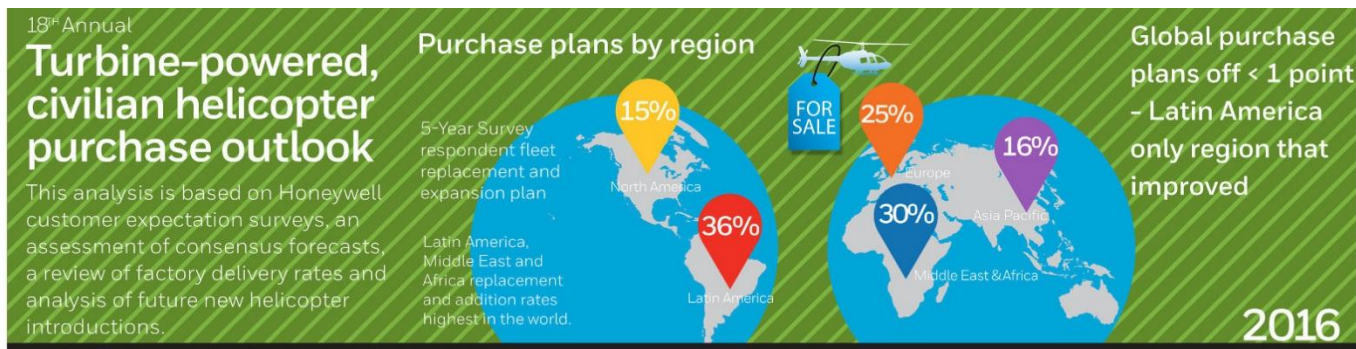 18TH Annual
Turbine-powered,
civilian helicopter
purchase outlook
This analysis is based on Honeywell
customer expectation surveys, an
assessment of consensus forecasts,
a review of factory delivery rates and
analysis of future new helicopter
introductions.
Purchase plans by region
5-Year Survey
respondent fleet
replacement and
expansion plan
Latin America,
Middle East and
Africa replacement
and addition rates
highest in the world.
15%
North America
36%
Latin America
FOR
SALE
25%
Europe
16%
Asia Pacific
30%
Middle East &Africa
Global purchase
plans off < 1 point
- Latin America
only region that
improved
2016